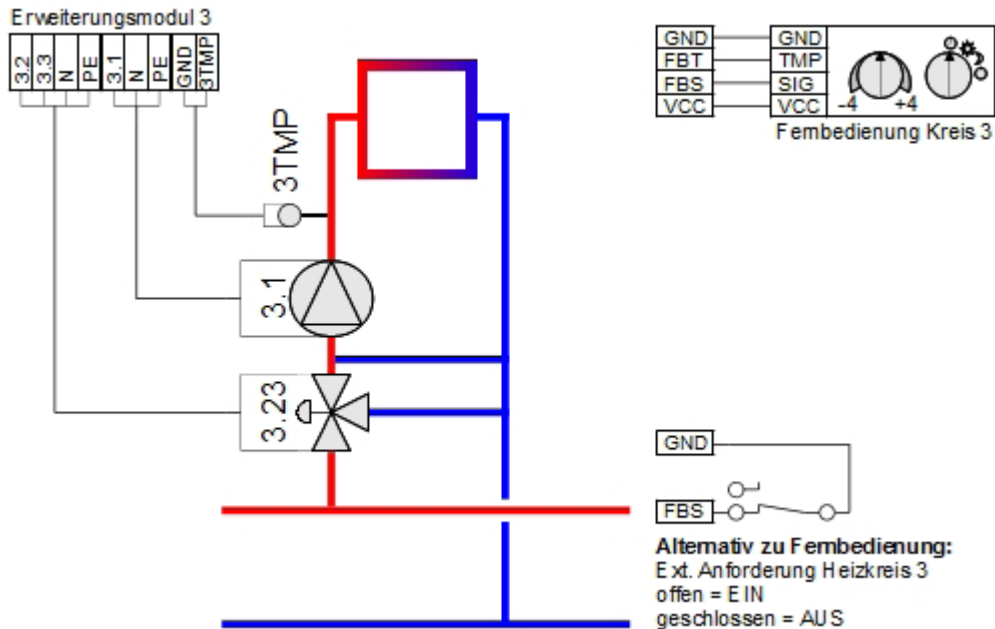 Erweiterungsmodul 3
3.2
3.3
N
PE
3.1
N
PE
GND
3TMP
3TMP
3.1
3.23
GND GND
FBT TMP
FBS SIG
VCC VCC
-4 +4
Fernbedienung Kreis 3
GND
FBS
Alternativ zu Fernbedienung:
Ext. Anforderung Heizkreis 3
offen = EIN
geschlossen = AUS